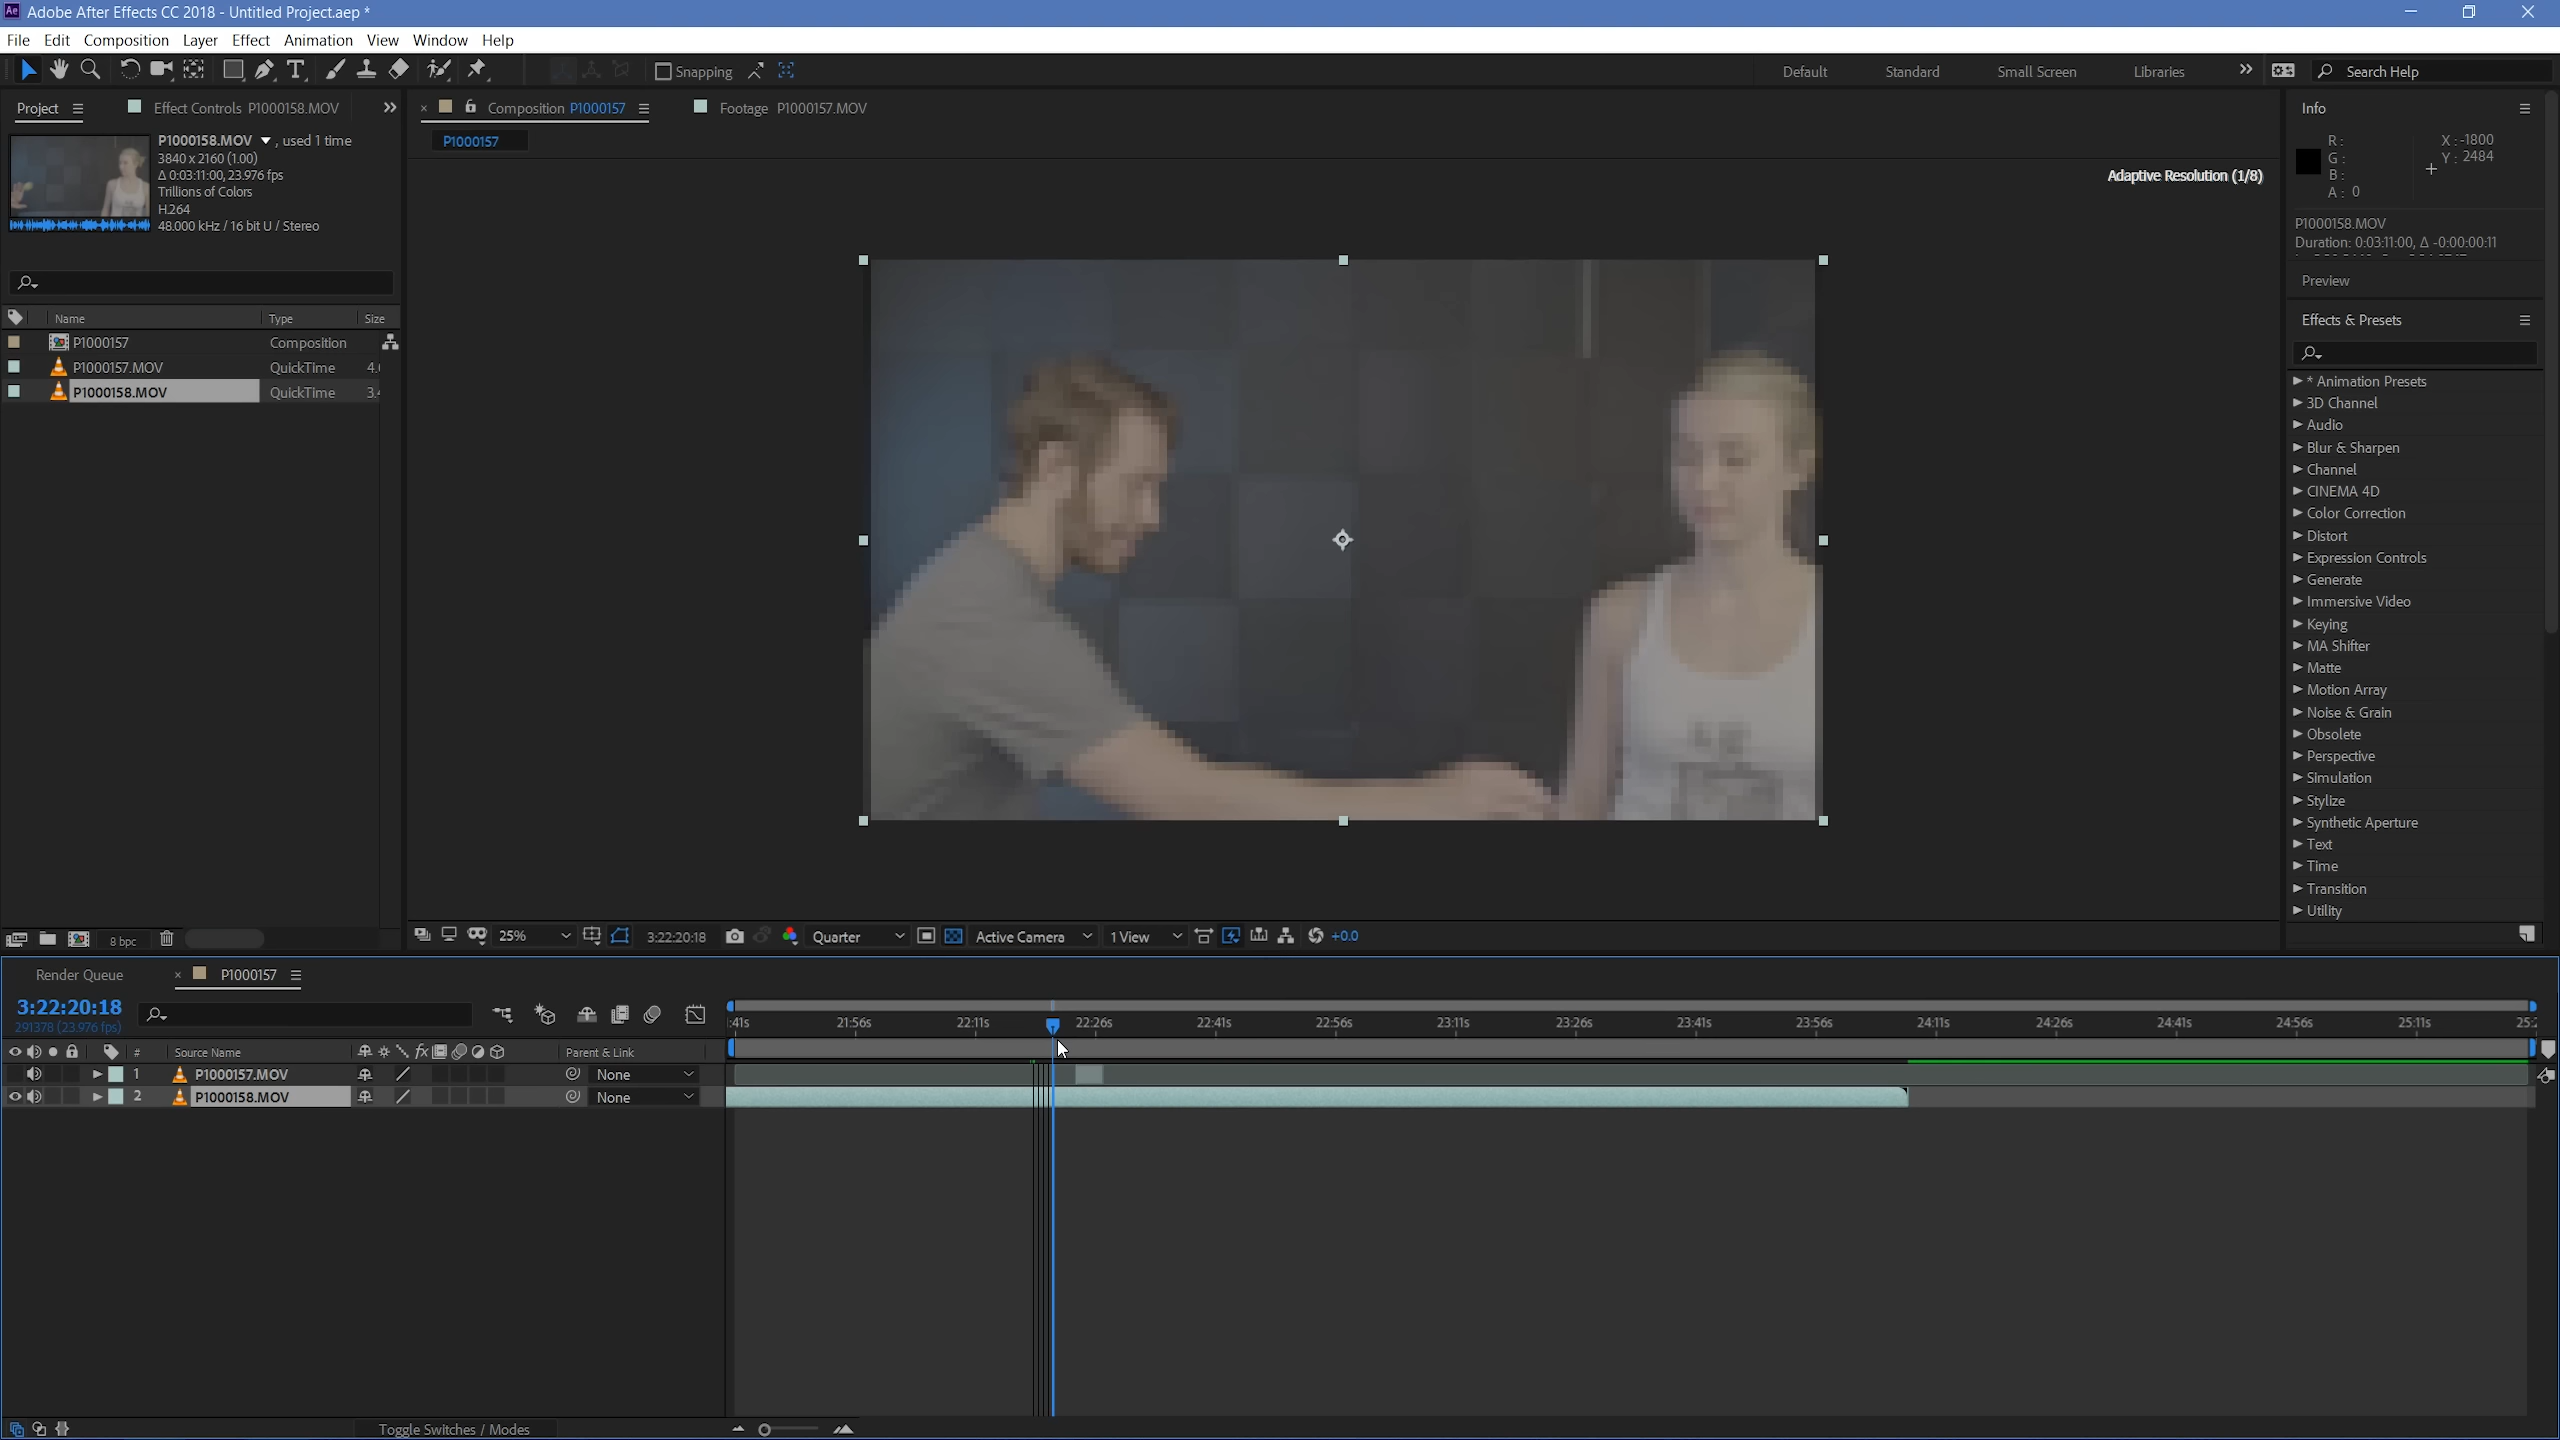 Adobe After Effects CC 2018 - Untitled Project.aep *
File Edit Composition Layer Effect Animation View Window Help
Snapping
Default Standard Small Screen Libraries Search Help
Project Effect Controls P1000158.MOV
Composition P1000157 Footage P1000157.MOV
Info
P1000158.MOV , used 1 time
3840 x 2160 (1.00)
Δ 0:03:11:00, 23.976 fps
Trillions of Colors
H.264
48.000 kHz / 16 bit U / Stereo
P1000157
Adaptive Resolution (1/8)
R :
G :
B :
A : 0
X : -1800
Y : 2484
P1000158.MOV
Duration: 0:03:11:00, Δ -0:00:00:11
Preview
Effects & Presets
Name Type Size
P1000157 Composition
P1000157.MOV QuickTime 4.
P1000158.MOV QuickTime 3.
* Animation Presets
3D Channel
Audio
Blur & Sharpen
Channel
CINEMA 4D
Color Correction
Distort
Expression Controls
Generate
Immersive Video
Keying
MA Shifter
Matte
Motion Array
Noise & Grain
Obsolete
Perspective
Simulation
Stylize
Synthetic Aperture
Text
Time
Transition
Utility
8 bpc
25% 3:22:20:18 Quarter Active Camera 1 View +0.0
Render Queue P1000157
3:22:20:18
291378 (23.976 fps)
:41s 21:56s 22:11s 22:26s 22:41s 22:56s 23:11s 23:26s 23:41s 23:56s 24:11s 24:26s 24:41s 24:56s 25:11s 25:2
# Source Name fx Parent & Link
1 P1000157.MOV None
2 P1000158.MOV None
Toggle Switches / Modes